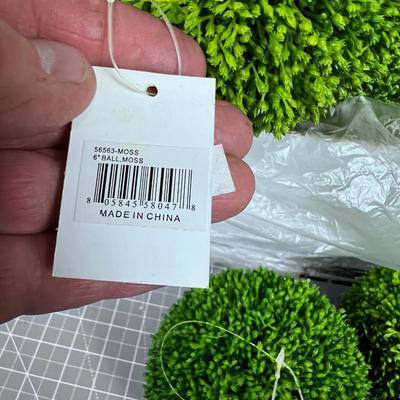 56563-MOSS
6" BALL, MOSS
8 05845 58047 8
MADE IN CHINA